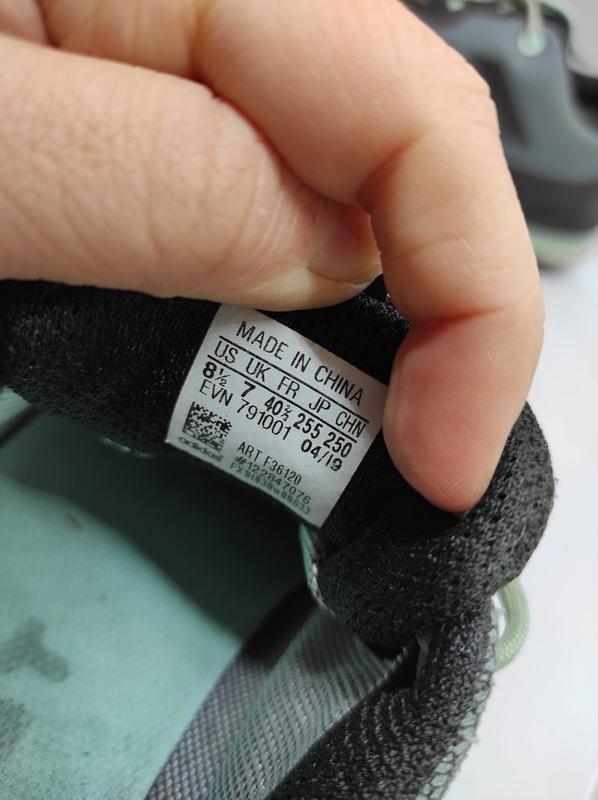 MADE IN CHINA
US UK FR JP CHN
8½ 7 40⅔ 255 250
EVN 791001 04/19
ART F36120
adidas #122847076